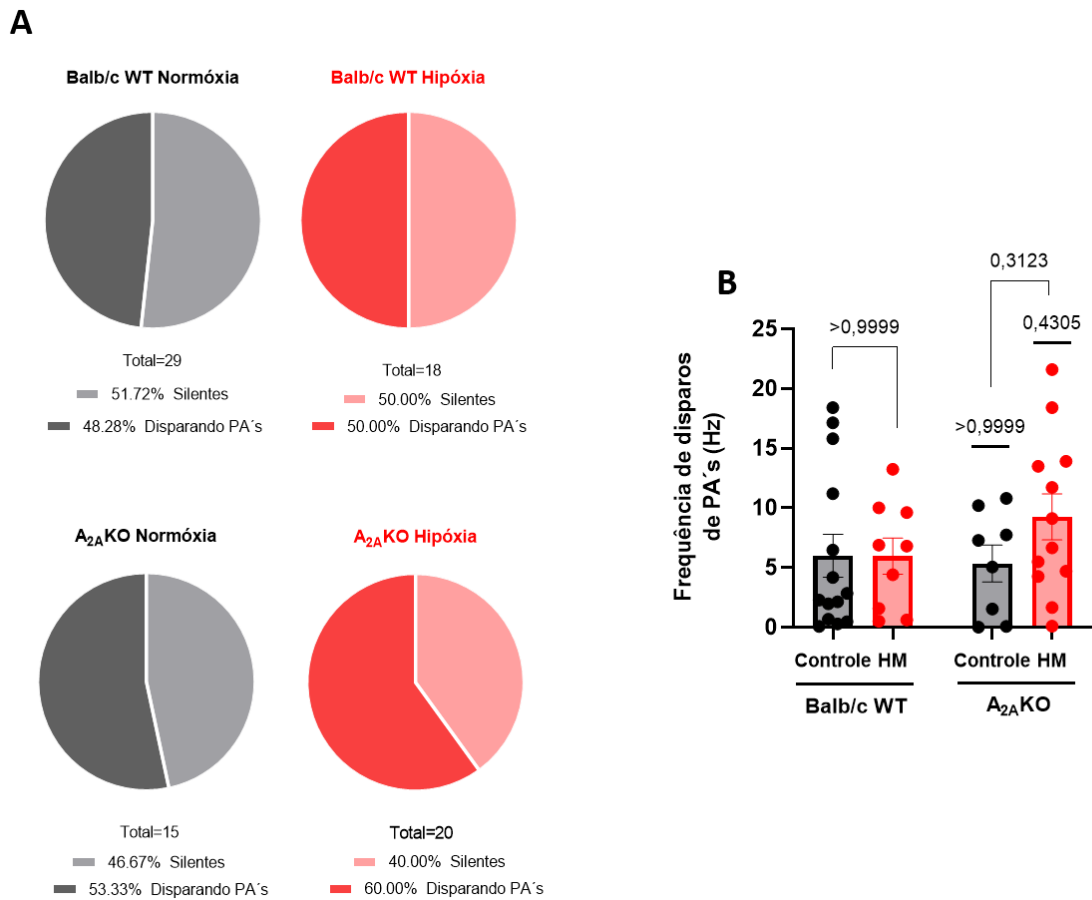 A
Balb/c WT Normóxia
Balb/c WT Hipóxia
Total=29
51.72% Silentes
48.28% Disparando PA´s
Total=18
50.00% Silentes
50.00% Disparando PA´s
A2AKO Normóxia
A2AKO Hipóxia
Total=15
46.67% Silentes
53.33% Disparando PA´s
Total=20
40.00% Silentes
60.00% Disparando PA´s
B
Frequência de disparos
de PA´s (Hz)
25
20
15
10
5
0
>0,9999
0,3123
>0,9999
0,4305
Controle HM
Controle HM
Balb/c WT
A2AKO